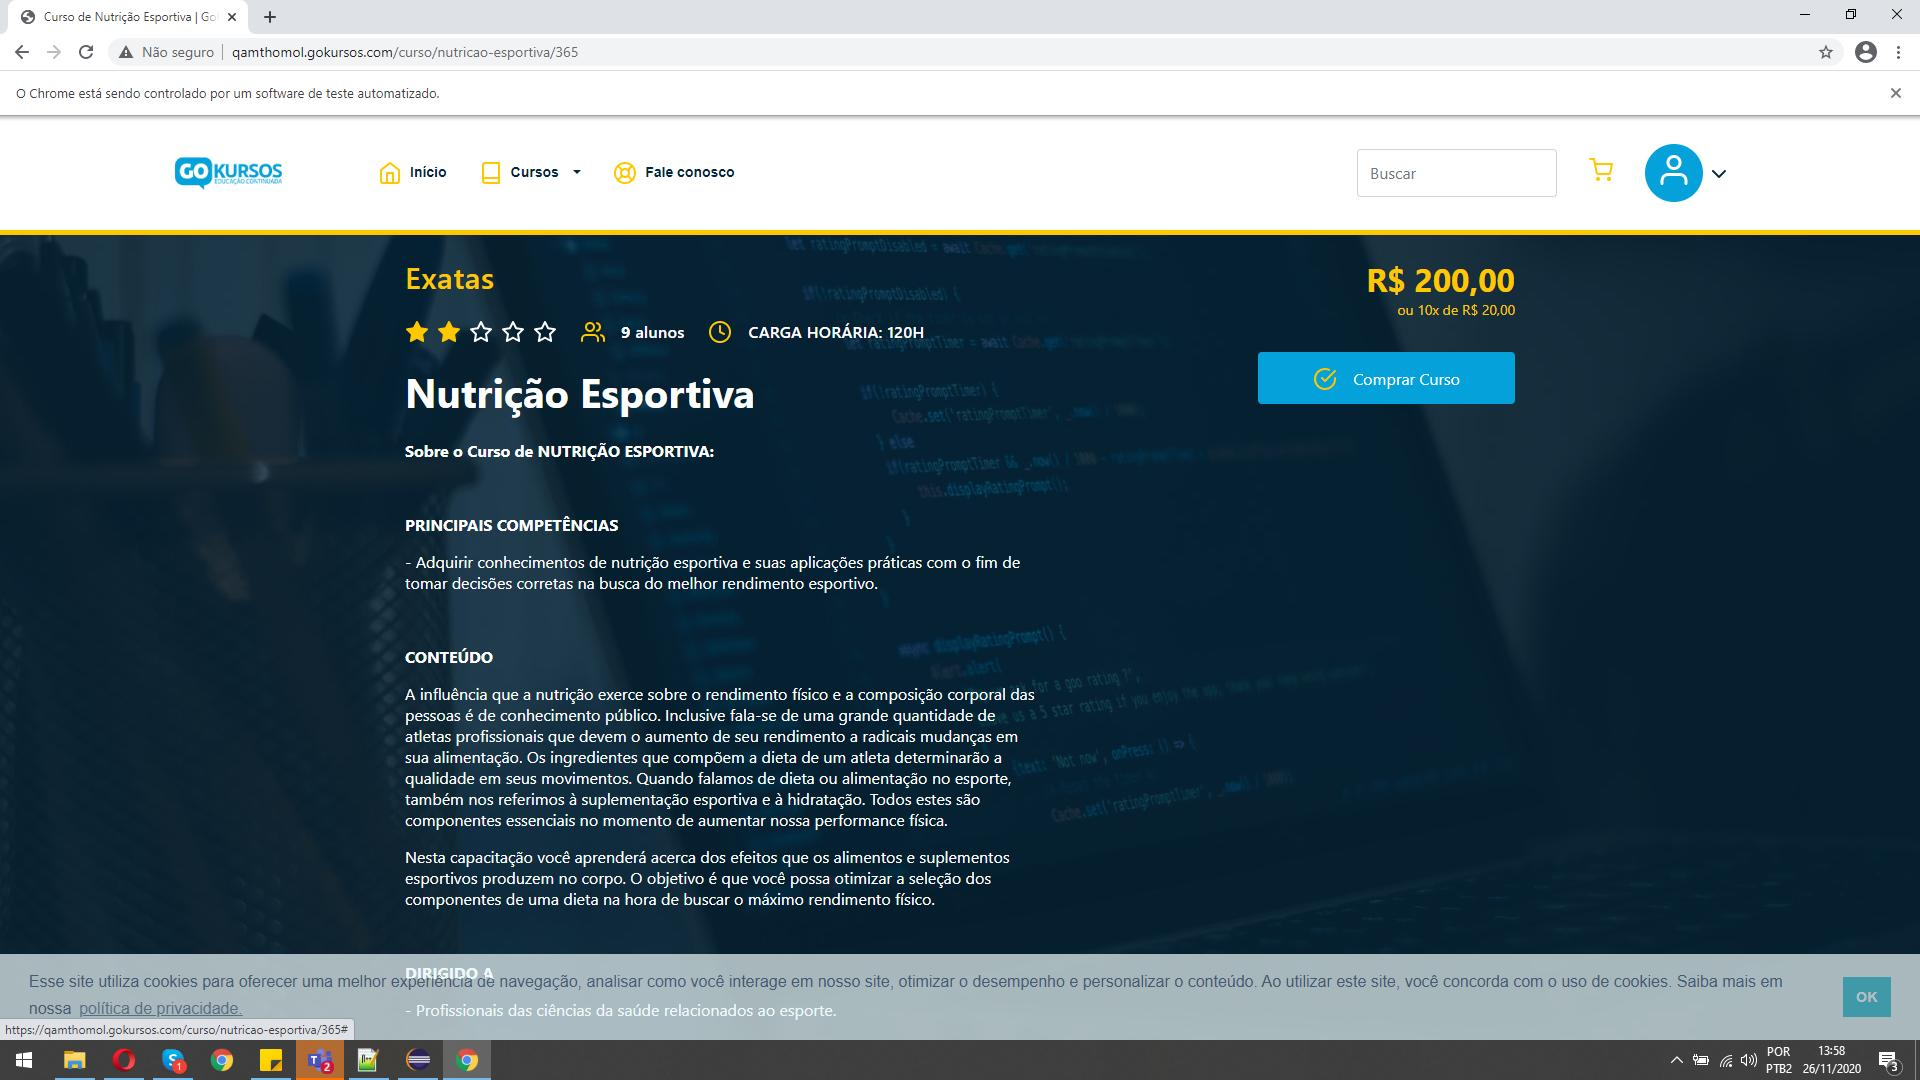 Curso de Nutrição Esportiva | Go
Não seguro
qamthomol.gokursos.com/curso/nutricao-esportiva/365
O Chrome está sendo controlado por um software de teste automatizado.
GO KURSOS
EDUCAÇÃO CONTINUADA
Início
Cursos
Fale conosco
Buscar
Exatas
R$ 200,00
ou 10x de R$ 20,00
9 alunos
CARGA HORÁRIA: 120H
Comprar Curso
Nutrição Esportiva
Sobre o Curso de NUTRIÇÃO ESPORTIVA:
PRINCIPAIS COMPETÊNCIAS
- Adquirir conhecimentos de nutrição esportiva e suas aplicações práticas com o fim de
tomar decisões corretas na busca do melhor rendimento esportivo.
CONTEÚDO
A influência que a nutrição exerce sobre o rendimento físico e a composição corporal das
pessoas é de conhecimento público. Inclusive fala-se de uma grande quantidade de
atletas profissionais que devem o aumento de seu rendimento a radicais mudanças em
sua alimentação. Os ingredientes que compõem a dieta de um atleta determinarão a
qualidade em seus movimentos. Quando falamos de dieta ou alimentação no esporte,
também nos referimos à suplementação esportiva e à hidratação. Todos estes são
componentes essenciais no momento de aumentar nossa performance física.
Nesta capacitação você aprenderá acerca dos efeitos que os alimentos e suplementos
esportivos produzem no corpo. O objetivo é que você possa otimizar a seleção dos
componentes de uma dieta na hora de buscar o máximo rendimento físico.
DIRIGIDO A
- Profissionais das ciências da saúde relacionados ao esporte.
Esse site utiliza cookies para oferecer uma melhor experiência de navegação, analisar como você interage em nosso site, otimizar o desempenho e personalizar o conteúdo. Ao utilizar este site, você concorda com o uso de cookies. Saiba mais em
nossa política de privacidade.
OK
https://qamthomol.gokursos.com/curso/nutricao-esportiva/365#
1
2
POR
PTB2
13:58
26/11/2020
3